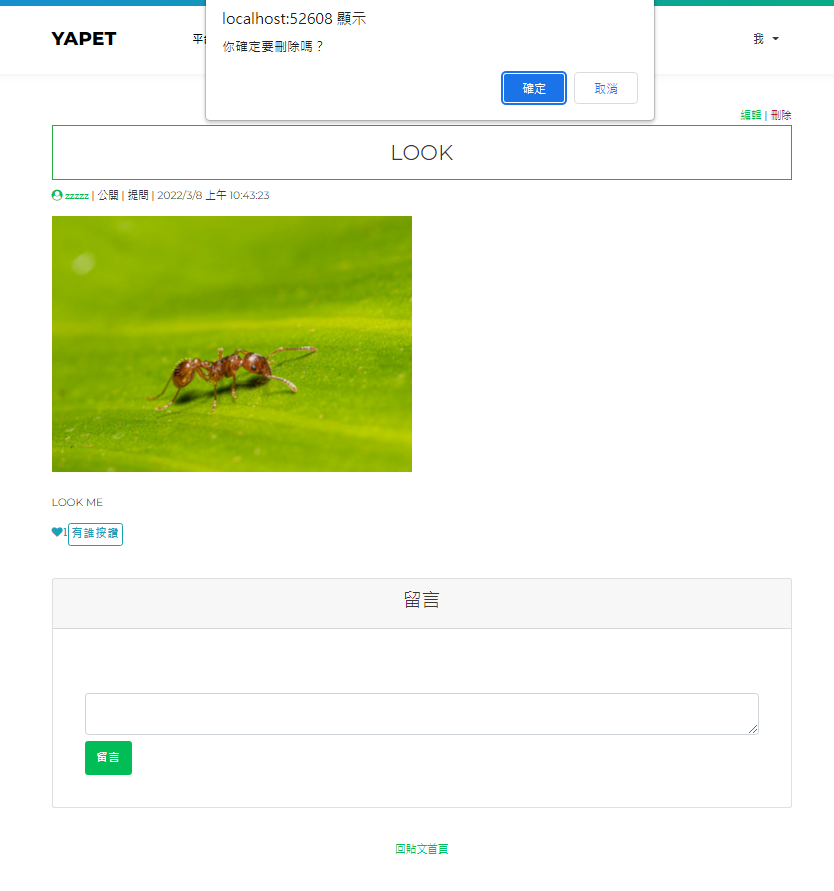 localhost:52608 顯示
你確定要刪除嗎？
確定 取消
YAPET
我
編輯 | 刪除
LOOK
zzzzz | 公開 | 提問 | 2022/3/8 上午 10:43:23
LOOK ME
1 有誰按讚
留言
留言
回貼文首頁